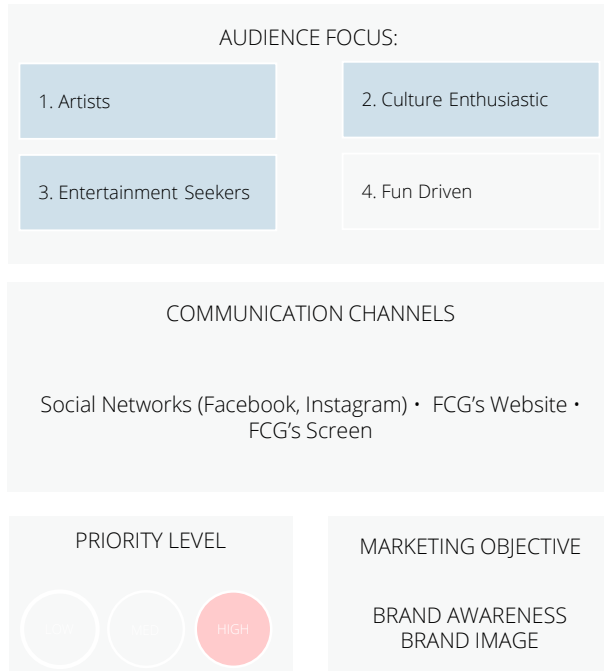 AUDIENCE FOCUS:
1. Artists
2. Culture Enthusiastic
3. Entertainment Seekers
4. Fun Driven
COMMUNICATION CHANNELS
Social Networks (Facebook, Instagram) • FCG's Website •
FCG's Screen
PRIORITY LEVEL
HIGH
MARKETING OBJECTIVE
BRAND AWARENESS
BRAND IMAGE